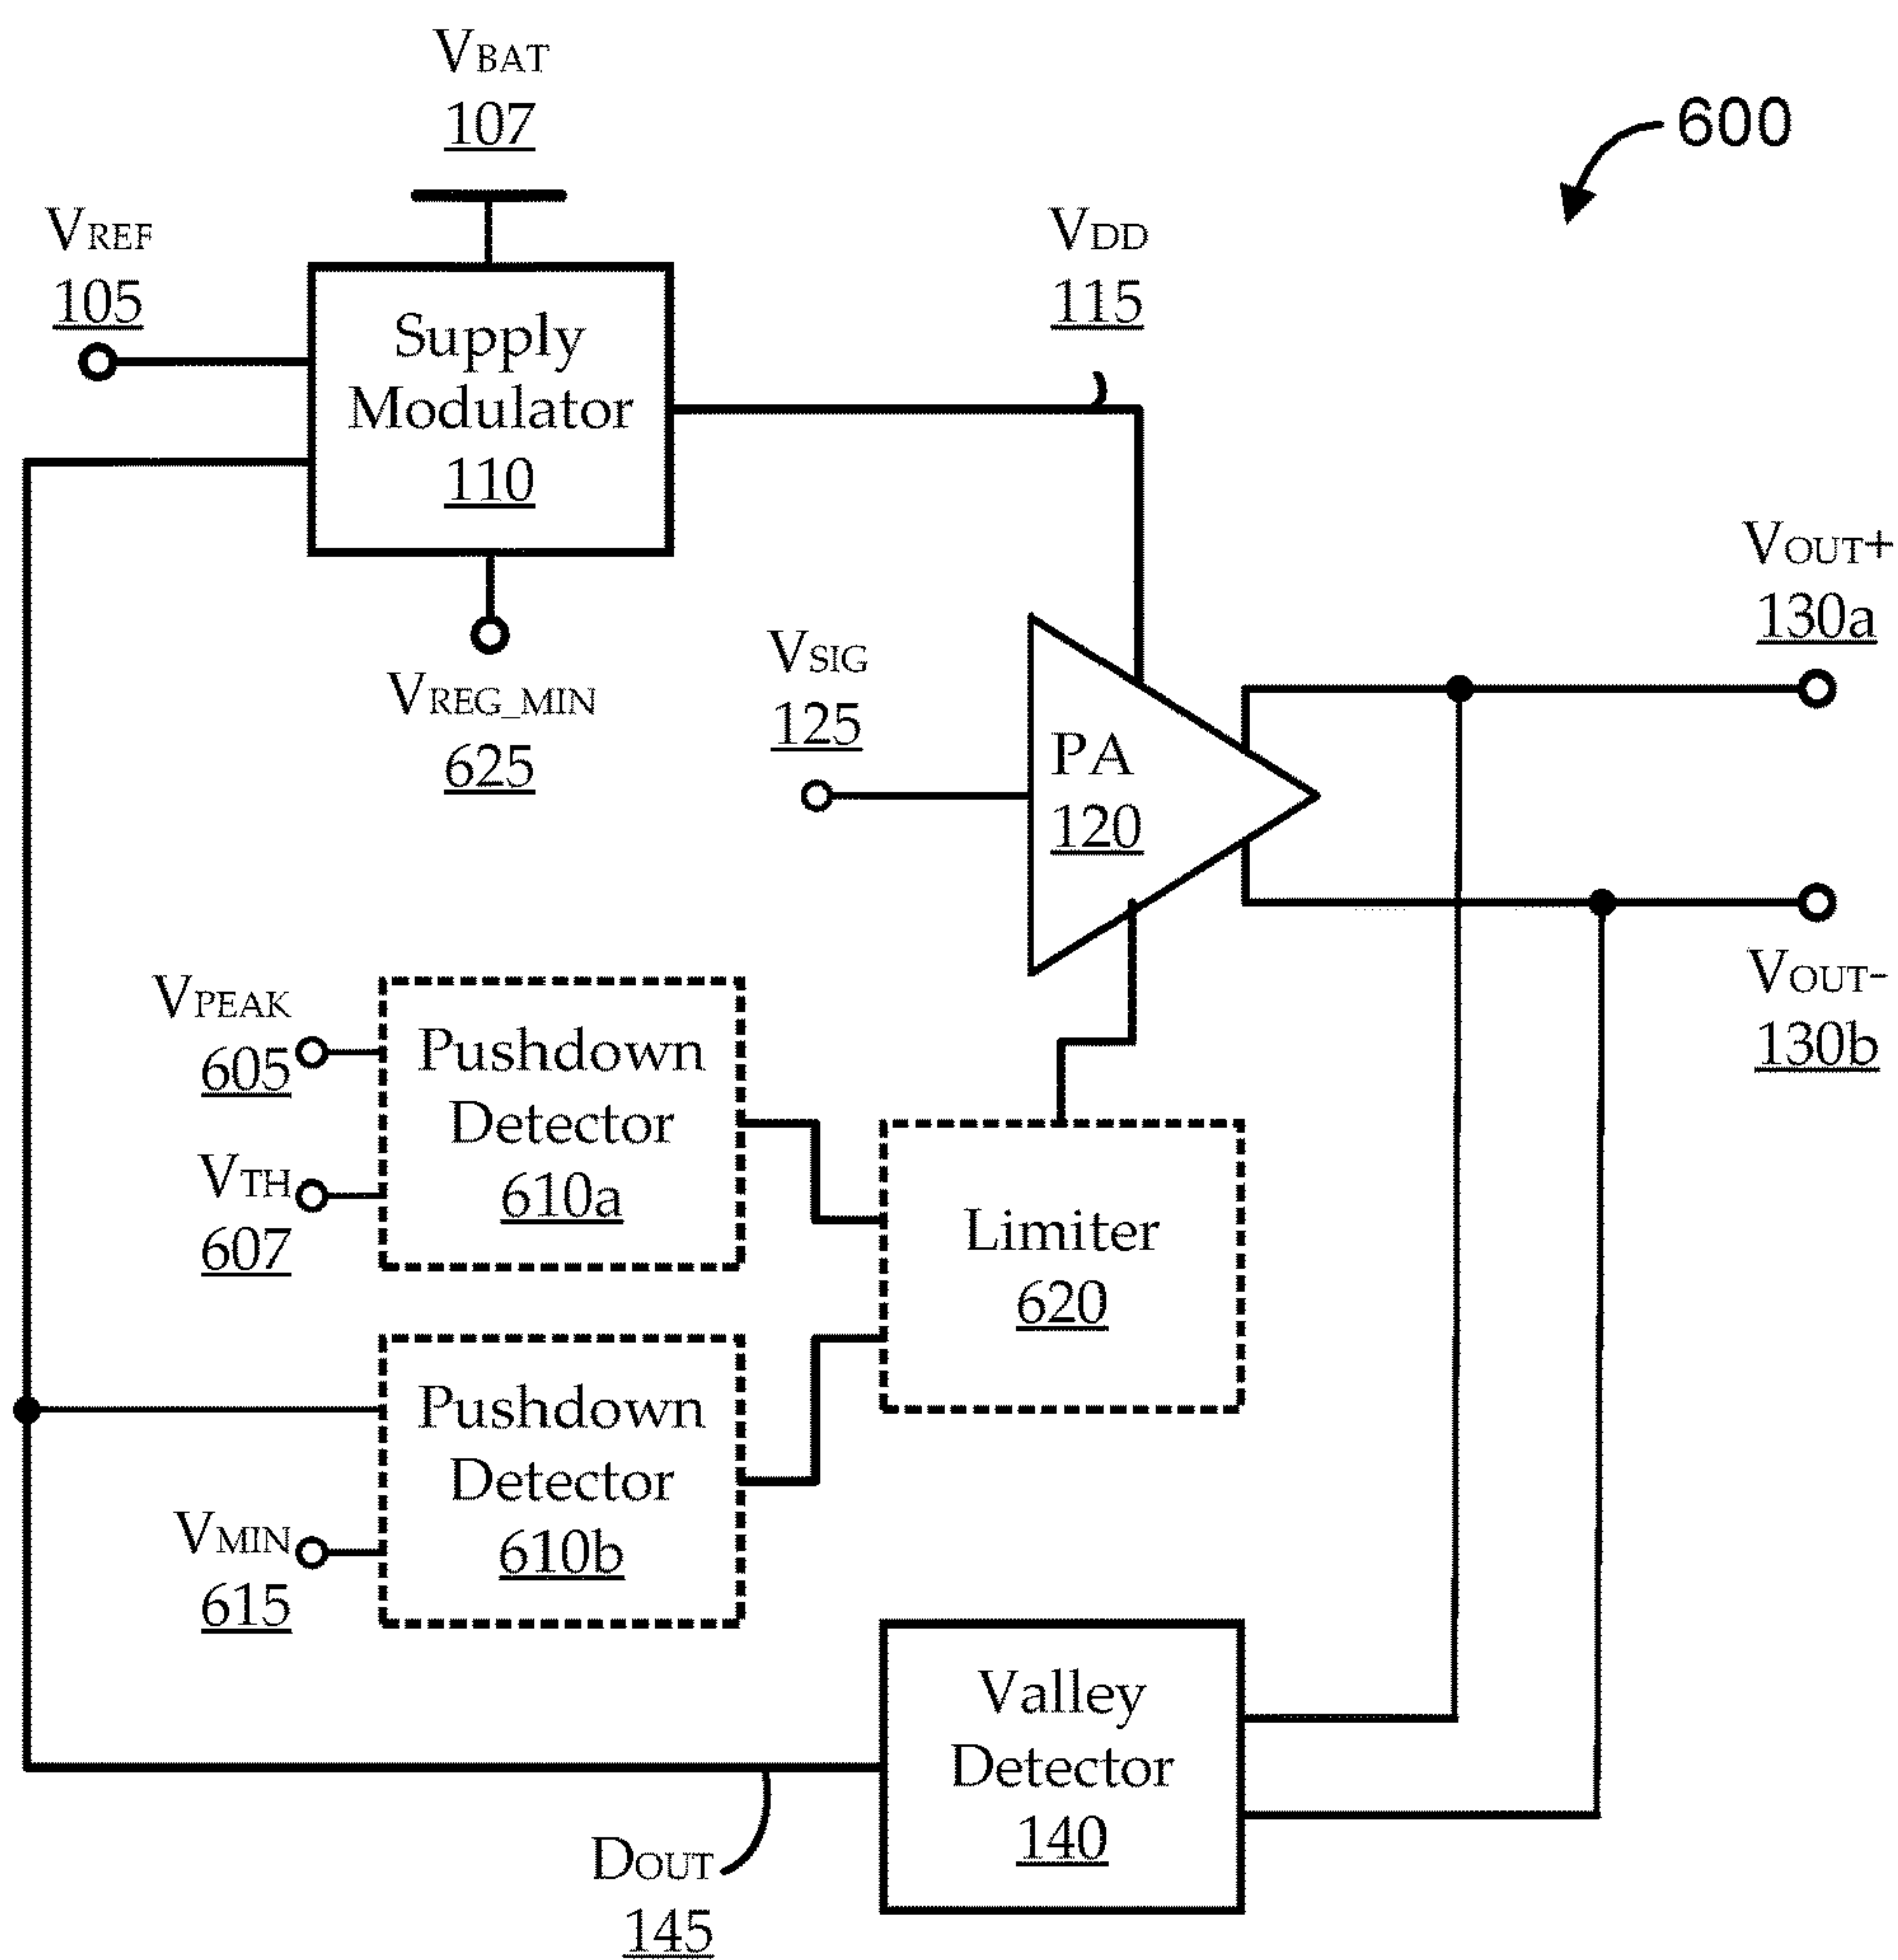 VBAT
107
600
VREF
105
VDD
115
Supply
Modulator
110
VOUT+
130a
VREG_MIN
625
VSIG
125
PA
120
VOUT-
130b
VPEAK
605
VTH
607
Pushdown
Detector
610a
Limiter
620
Pushdown
Detector
610b
VMIN
615
Valley
Detector
140
DOUT
145